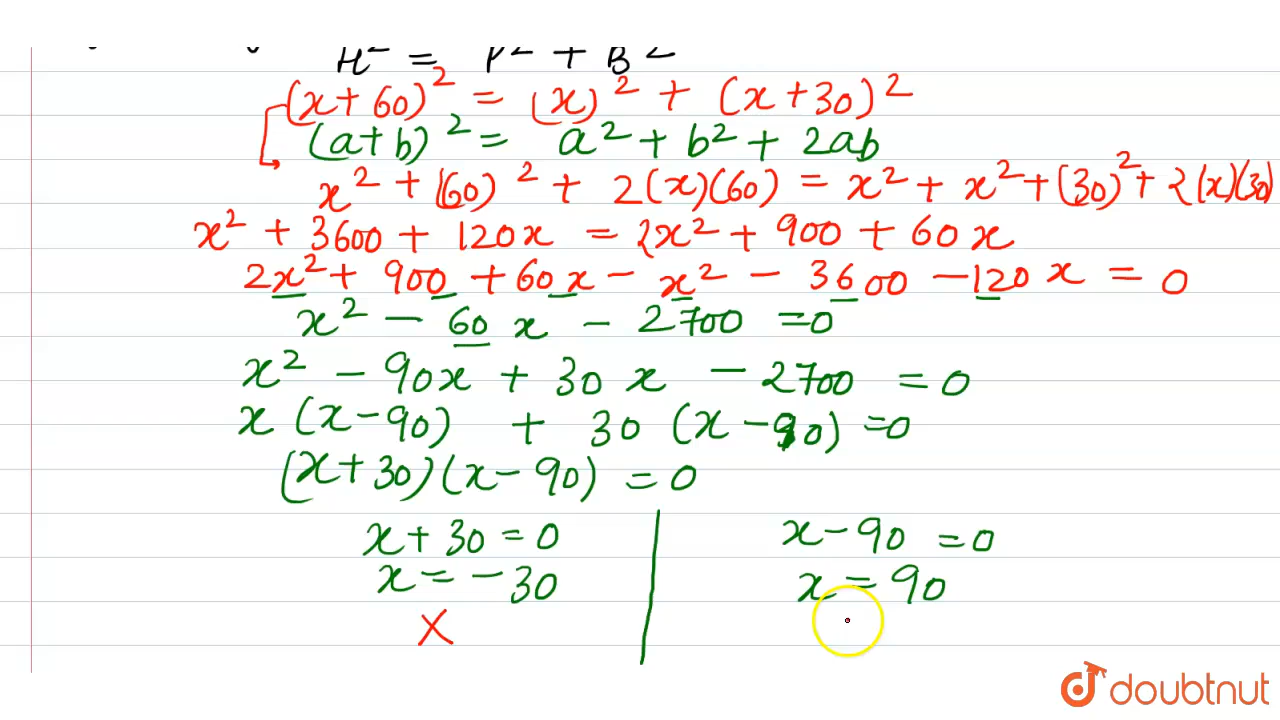 H² = P² + B²
(x+60)² = (x)² + (x+30)²
(a+b)² = a² + b² + 2ab
x² + (60)² + 2(x)(60) = x² + x² + (30)² + 2(x)(30)
x² + 3600 + 120x = 2x² + 900 + 60x
2x² + 900 + 60x - x² - 3600 - 120x = 0
x² - 60x - 2700 = 0
x² - 90x + 30x - 2700 = 0
x(x-90) + 30(x-90) = 0
(x+30)(x-90) = 0
x+30 = 0
x = -30
X
x-90 = 0
x = 90
doubtnut